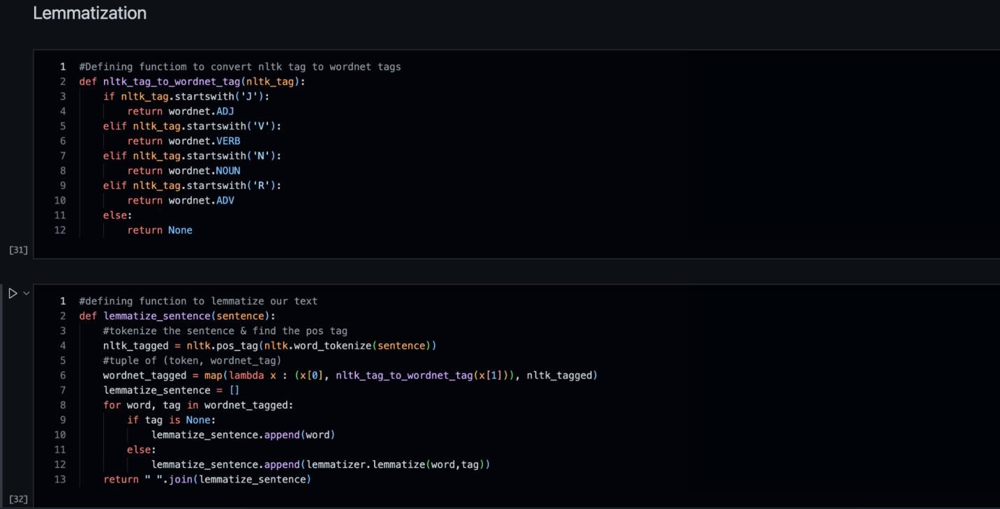 Lemmatization
1 #Defining functiom to convert nltk tag to wordnet tags
2 def nltk_tag_to_wordnet_tag(nltk_tag):
3     if nltk_tag.startswith('J'):
4         return wordnet.ADJ
5     elif nltk_tag.startswith('V'):
6         return wordnet.VERB
7     elif nltk_tag.startswith('N'):
8         return wordnet.NOUN
9     elif nltk_tag.startswith('R'):
10         return wordnet.ADV
11     else:
12         return None
[31]
1 #defining function to lemmatize our text
2 def lemmatize_sentence(sentence):
3     #tokenize the sentence & find the pos tag
4     nltk_tagged = nltk.pos_tag(nltk.word_tokenize(sentence))
5     #tuple of (token, wordnet_tag)
6     wordnet_tagged = map(lambda x : (x[0], nltk_tag_to_wordnet_tag(x[1])), nltk_tagged)
7     lemmatize_sentence = []
8     for word, tag in wordnet_tagged:
9         if tag is None:
10             lemmatize_sentence.append(word)
11         else:
12             lemmatize_sentence.append(lemmatizer.lemmatize(word,tag))
13     return " ".join(lemmatize_sentence)
[32]